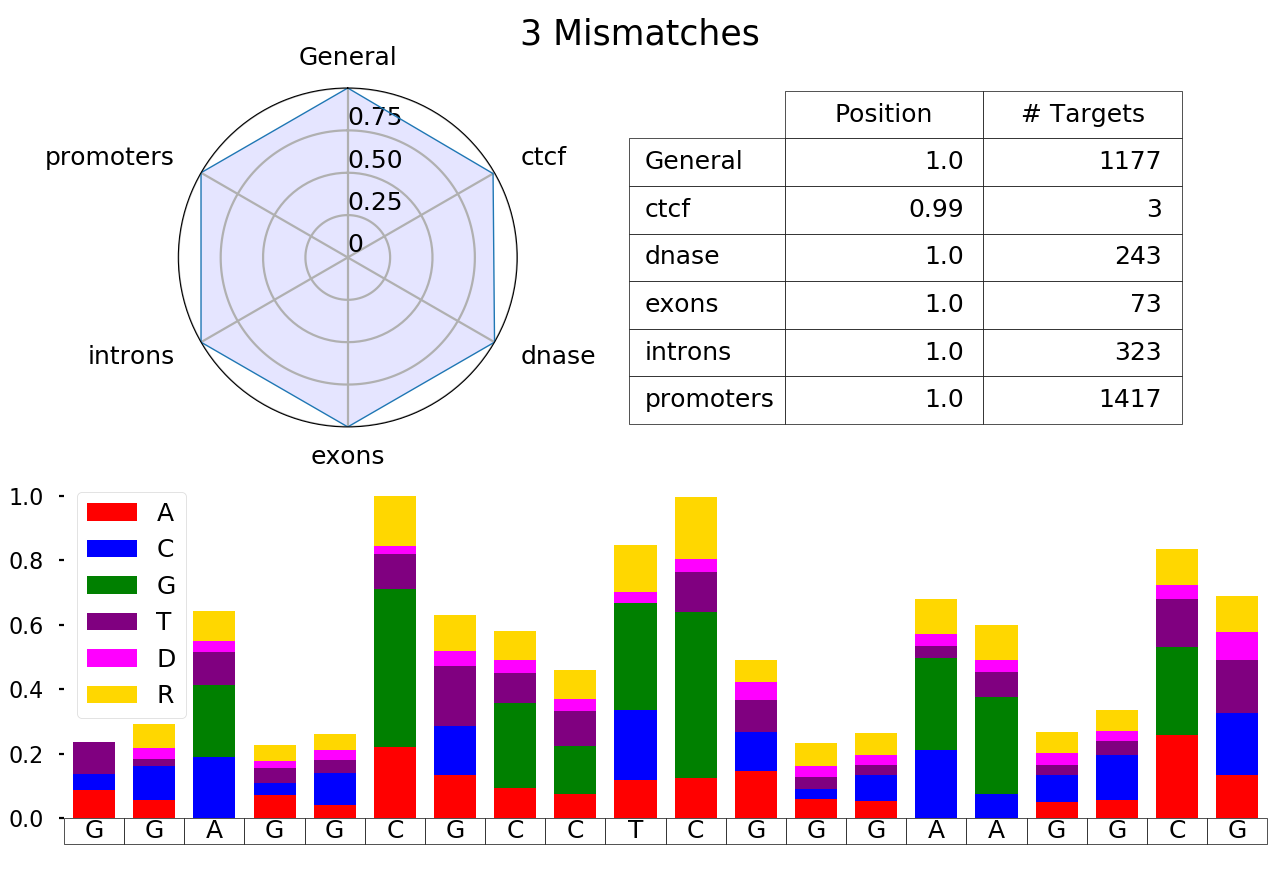 3 Mismatches
General
promoters
ctcf
introns
dnase
exons
0.75
0.50
0.25
0
Position # Targets
General 1.0 1177
ctcf 0.99 3
dnase 1.0 243
exons 1.0 73
introns 1.0 323
promoters 1.0 1417
1.0
0.8
0.6
0.4
0.2
0.0
A
C
G
T
D
R
G G A G G C G C C T C G G G A A G G C G